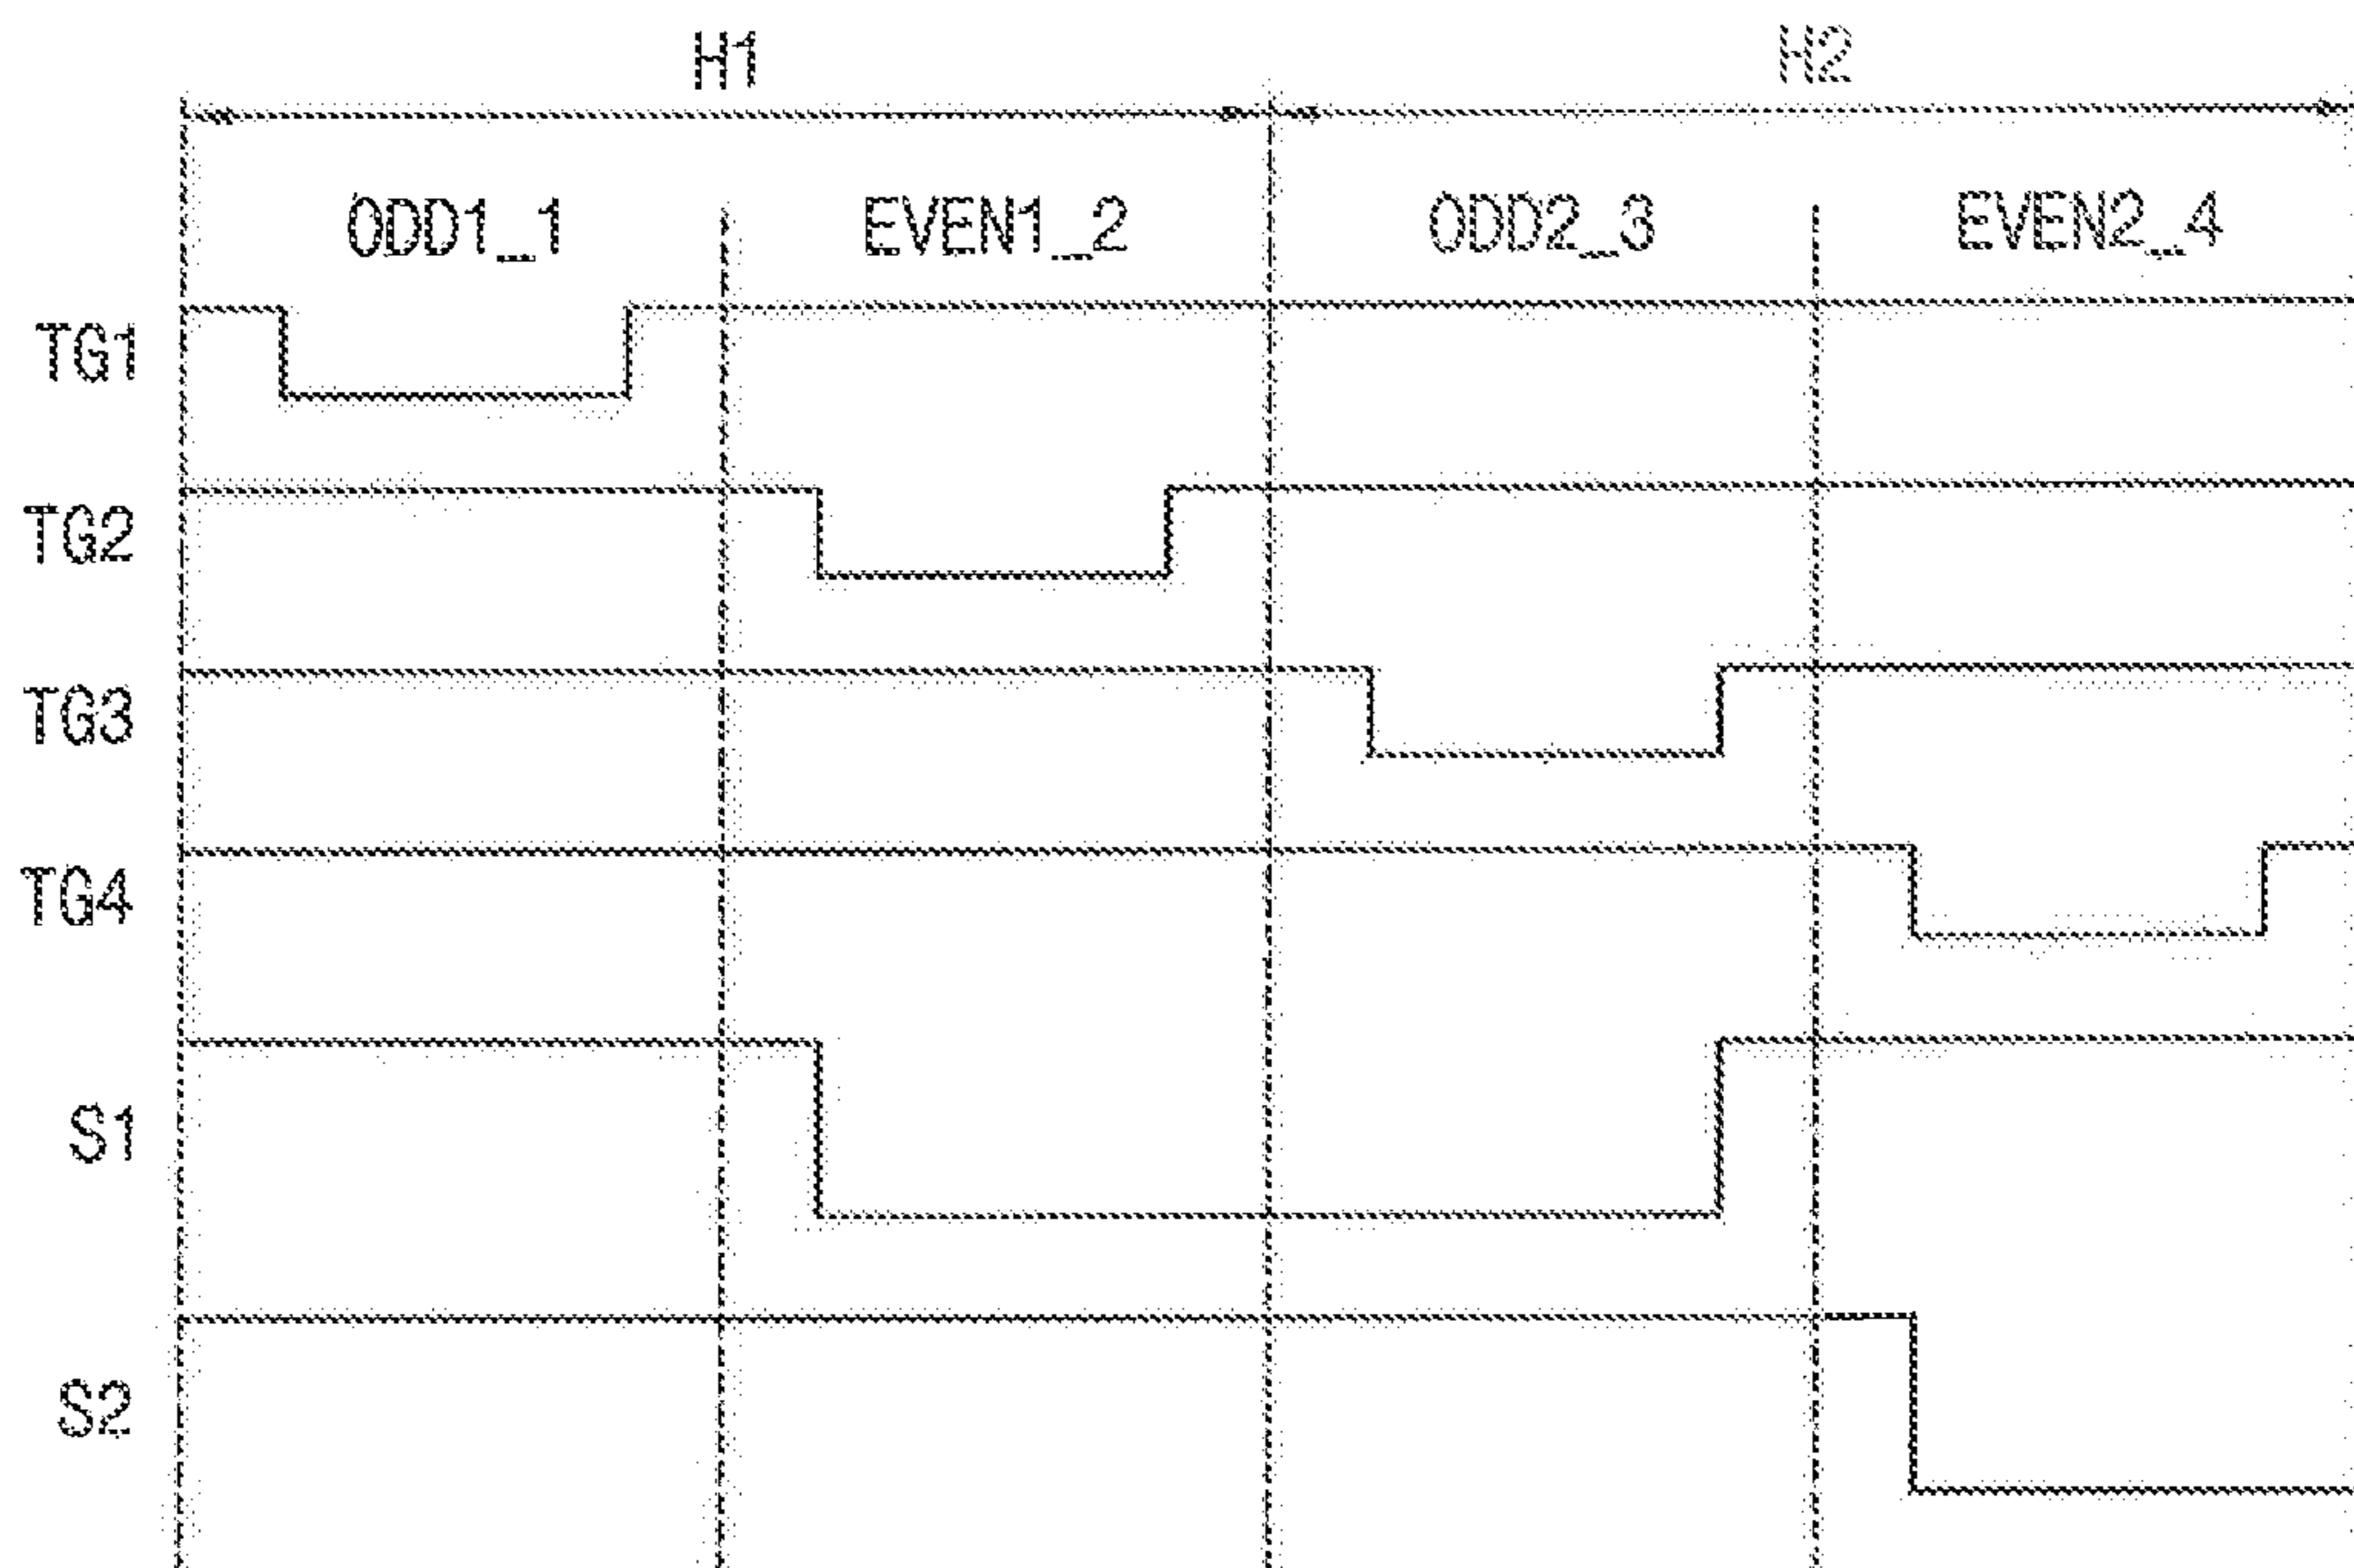 H1 H2
ODD1_1 EVEN1_2 ODD2_3 EVEN2_4
TG1
TG2
TG3
TG4
S1
S2